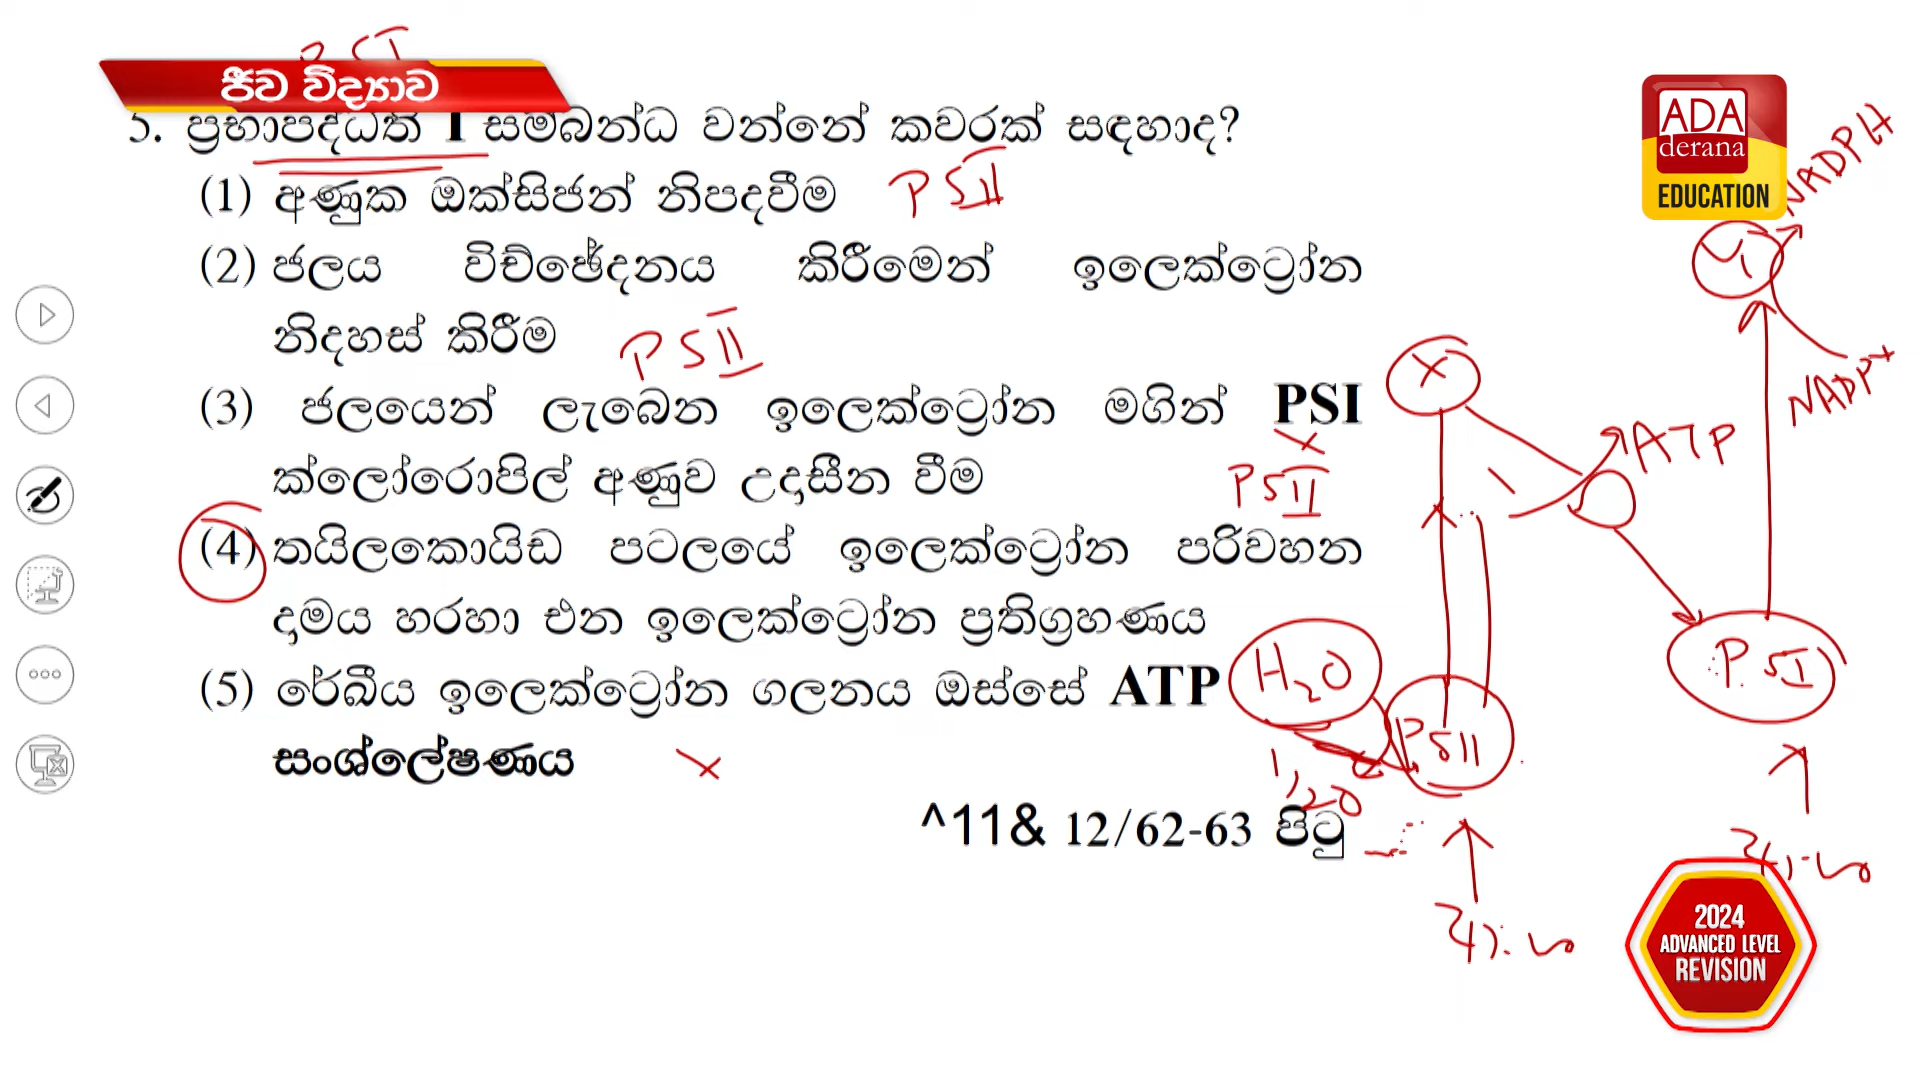 PSI
ජීව විද්‍යාව
5. ප්‍රභාපද්ධති I සම්බන්ධ වන්නේ කවරක් සඳහාද?
(1) අණුක ඔක්සිජන් නිපදවීම PSII
(2) ජලය විච්ඡේදනය කිරීමෙන් ඉලෙක්ට්‍රෝන
නිදහස් කිරීම PSII
(3) ජලයෙන් ලැබෙන ඉලෙක්ට්‍රෝන මගින් PSI
ක්ලෝරොපිල් අණුව උදාසීන වීම PSII
(4) තයිලකොයිඩ පටලයේ ඉලෙක්ට්‍රෝන පරිවහන
දාමය හරහා එන ඉලෙක්ට්‍රෝන ප්‍රතිග්‍රහණය
(5) රේඛීය ඉලෙක්ට්‍රෝන ගලනය ඔස්සේ ATP
සංශ්ලේෂණය
^11& 12/62-63 පිටු
ADA
derana
EDUCATION
NADPH
Y
NADP+
X
ATP
H2O
PSII
PSI
2024
ADVANCED LEVEL
REVISION